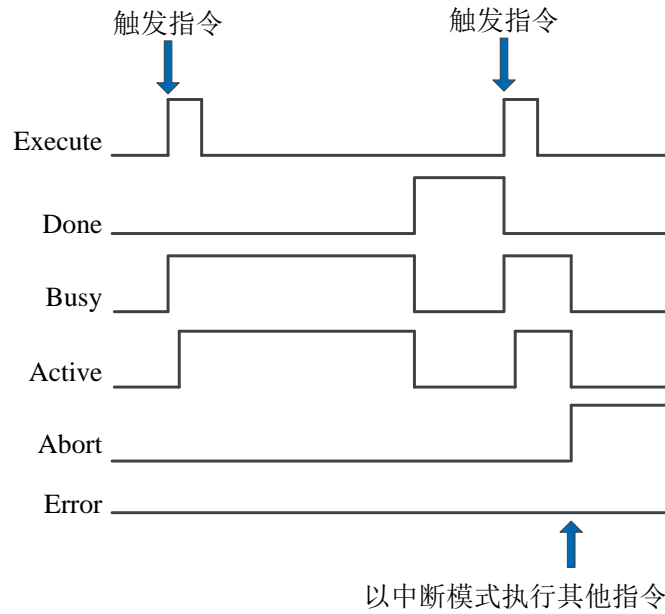 触发指令 触发指令
Execute
Done
Busy
Active
Abort
Error
以中断模式执行其他指令